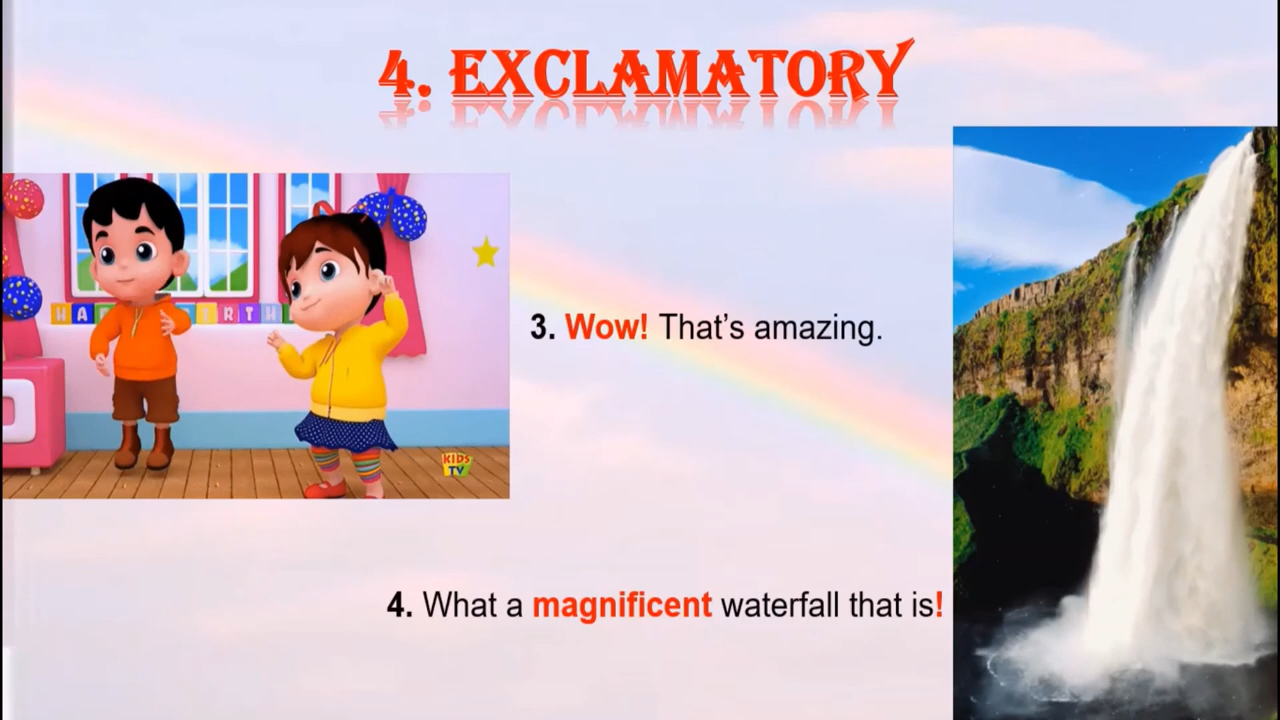 4. EXCLAMATORY
3. Wow! That’s amazing.
4. What a magnificent waterfall that is!
KIDS
TV